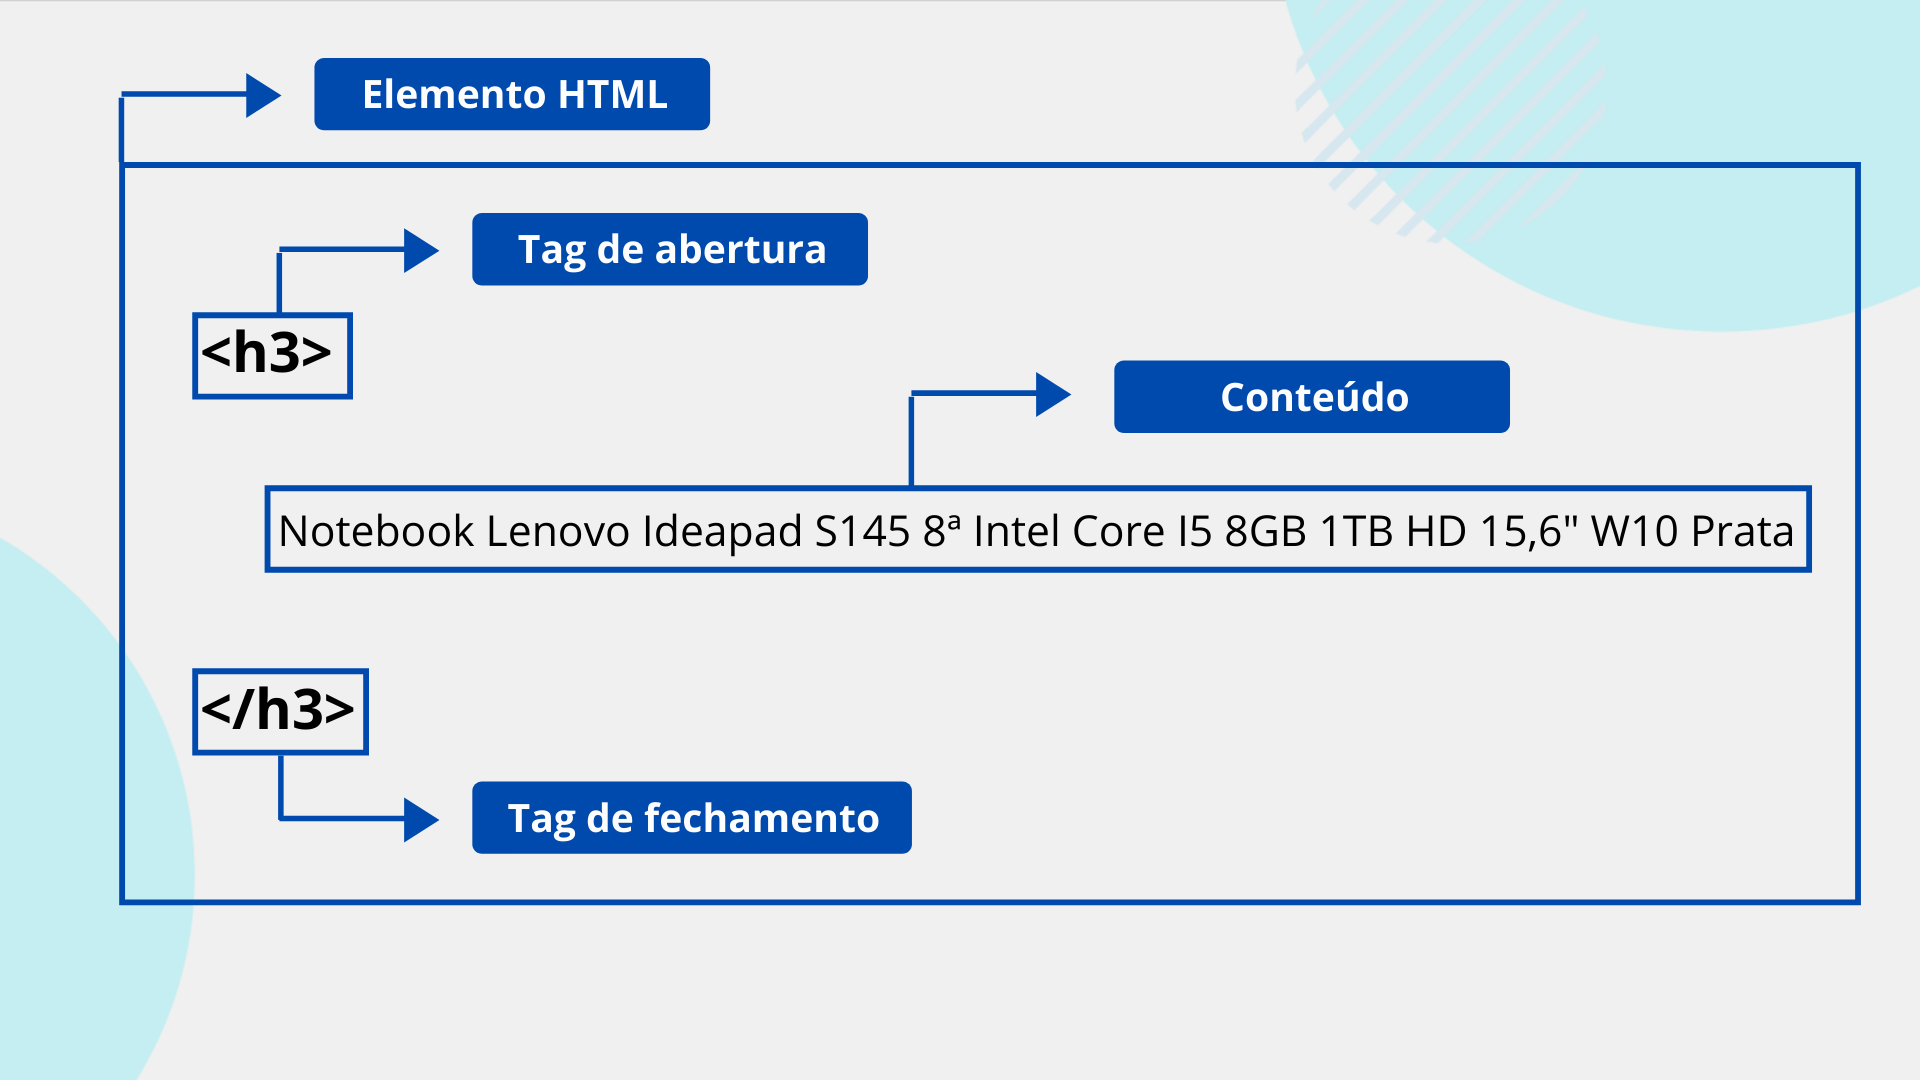 Elemento HTML
Tag de abertura
<h3>
Conteúdo
Notebook Lenovo Ideapad S145 8ª Intel Core I5 8GB 1TB HD 15,6" W10 Prata
</h3>
Tag de fechamento